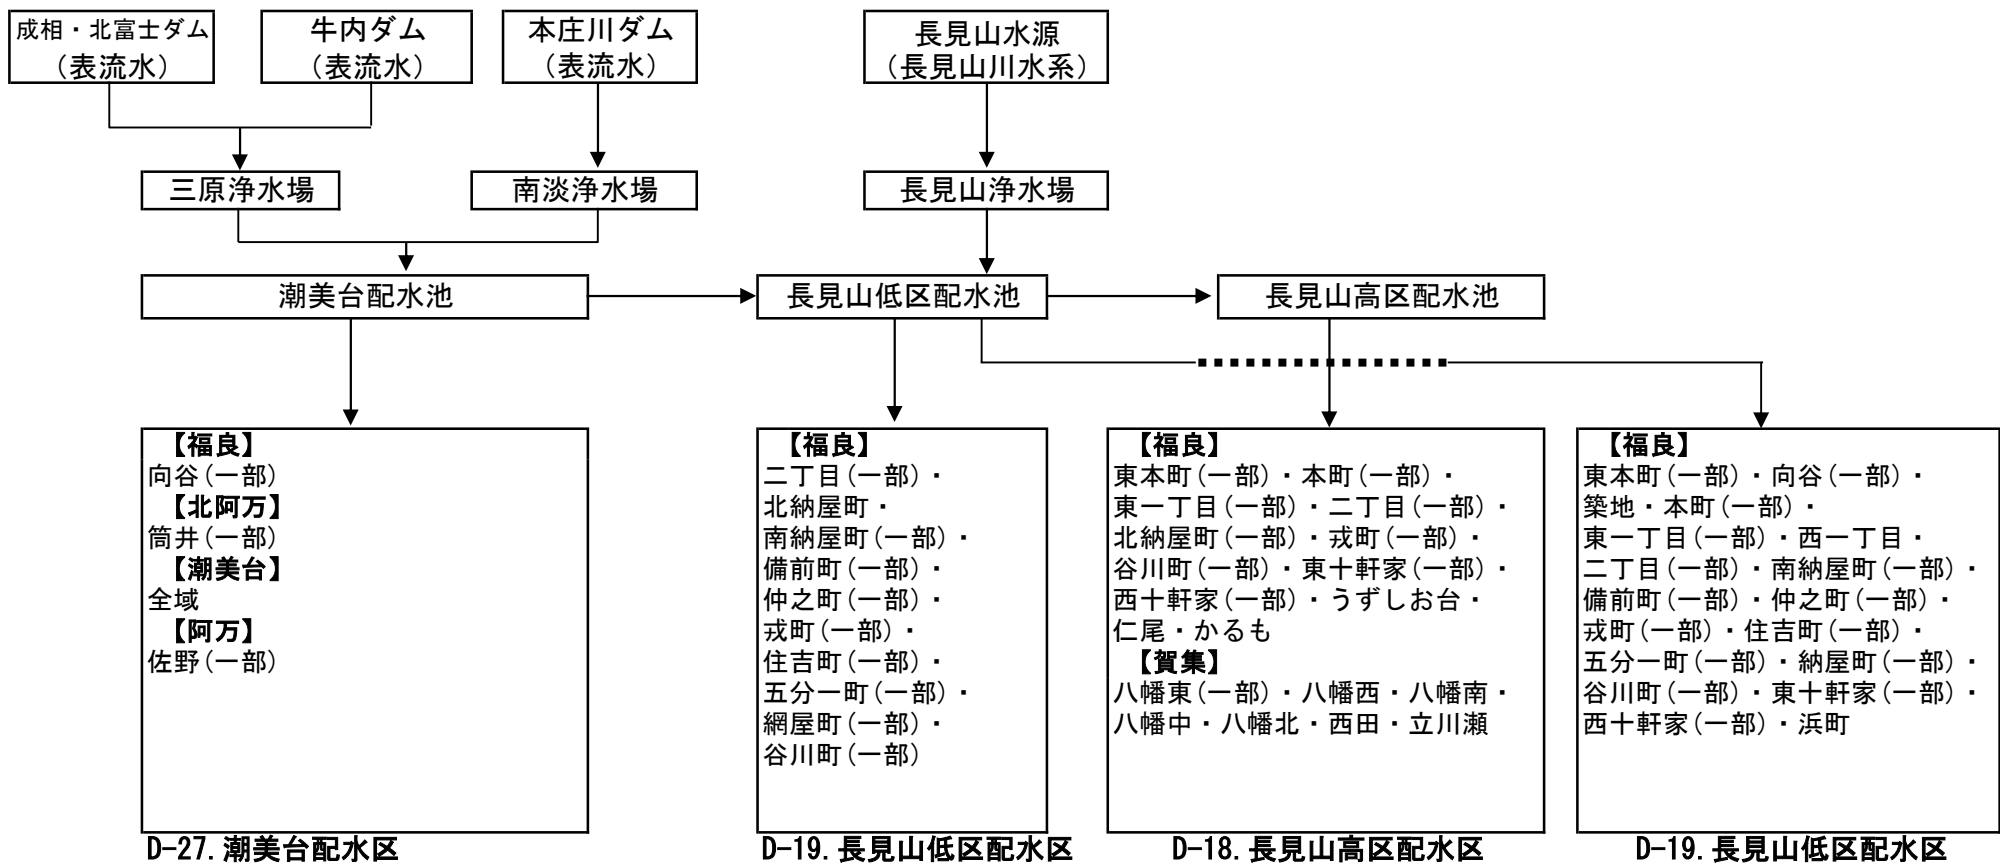 成相・北富士ダム
（表流水）
牛内ダム
（表流水）
本庄川ダム
（表流水）
長見山水源
（長見山川水系）
三原浄水場
南淡浄水場
長見山浄水場
潮美台配水池
長見山低区配水池
長見山高区配水池
【福良】
向谷(一部)
【北阿万】
筒井(一部)
【潮美台】
全域
【阿万】
佐野(一部)
D-27.潮美台配水区
【福良】
二丁目(一部)・
北納屋町・
南納屋町(一部)・
備前町(一部)・
仲之町(一部)・
戎町(一部)・
住吉町(一部)・
五分一町(一部)・
網屋町(一部)・
谷川町(一部)
D-19.長見山低区配水区
【福良】
東本町(一部)・本町(一部)・
東一丁目(一部)・二丁目(一部)・
北納屋町(一部)・戎町(一部)・
谷川町(一部)・東十軒家(一部)・
西十軒家(一部)・うずしお台・
仁尾・かるも
【賀集】
八幡東(一部)・八幡西・八幡南・
八幡中・八幡北・西田・立川瀬
D-18.長見山高区配水区
【福良】
東本町(一部)・向谷(一部)・
築地・本町(一部)・
東一丁目(一部)・西一丁目・
二丁目(一部)・南納屋町(一部)・
備前町(一部)・仲之町(一部)・
戎町(一部)・住吉町(一部)・
五分一町(一部)・納屋町(一部)・
谷川町(一部)・東十軒家(一部)・
西十軒家(一部)・浜町
D-19.長見山低区配水区